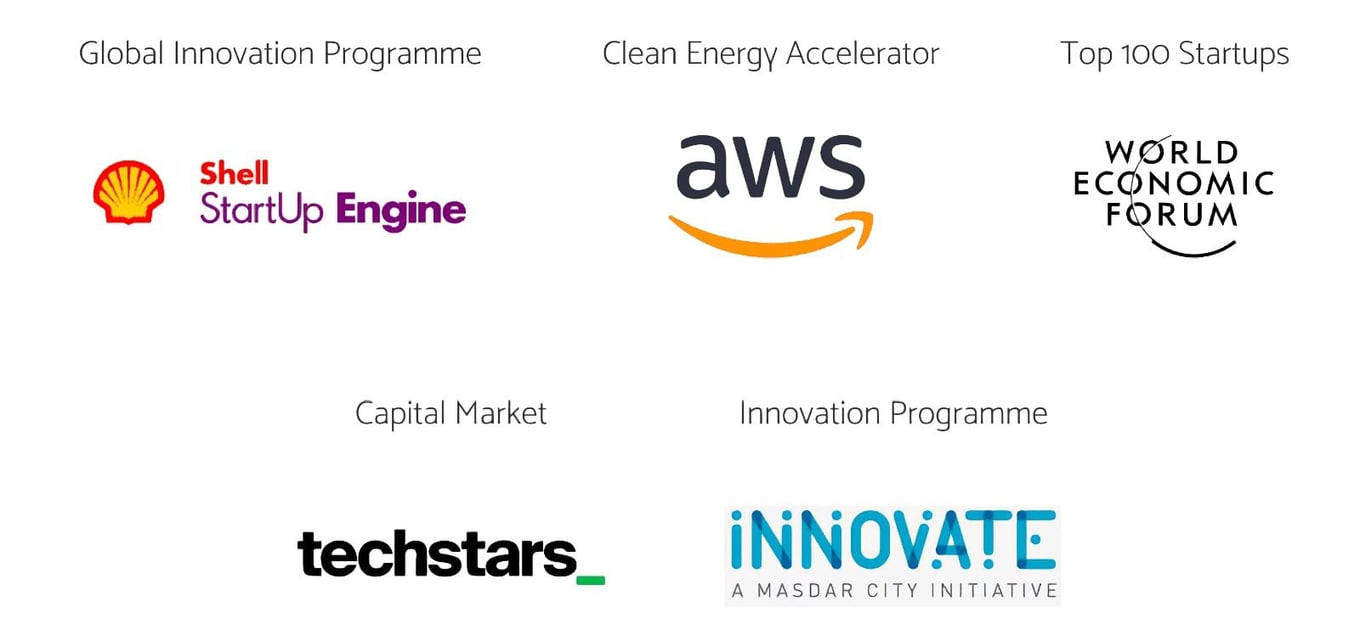 Global Innovation Programme
Clean Energy Accelerator
Top 100 Startups
Shell
StartUp Engine
aws
WORLD
ECONOMIC
FORUM
Capital Market
Innovation Programme
techstars_
iNNOVATE
A MASDAR CITY INITIATIVE